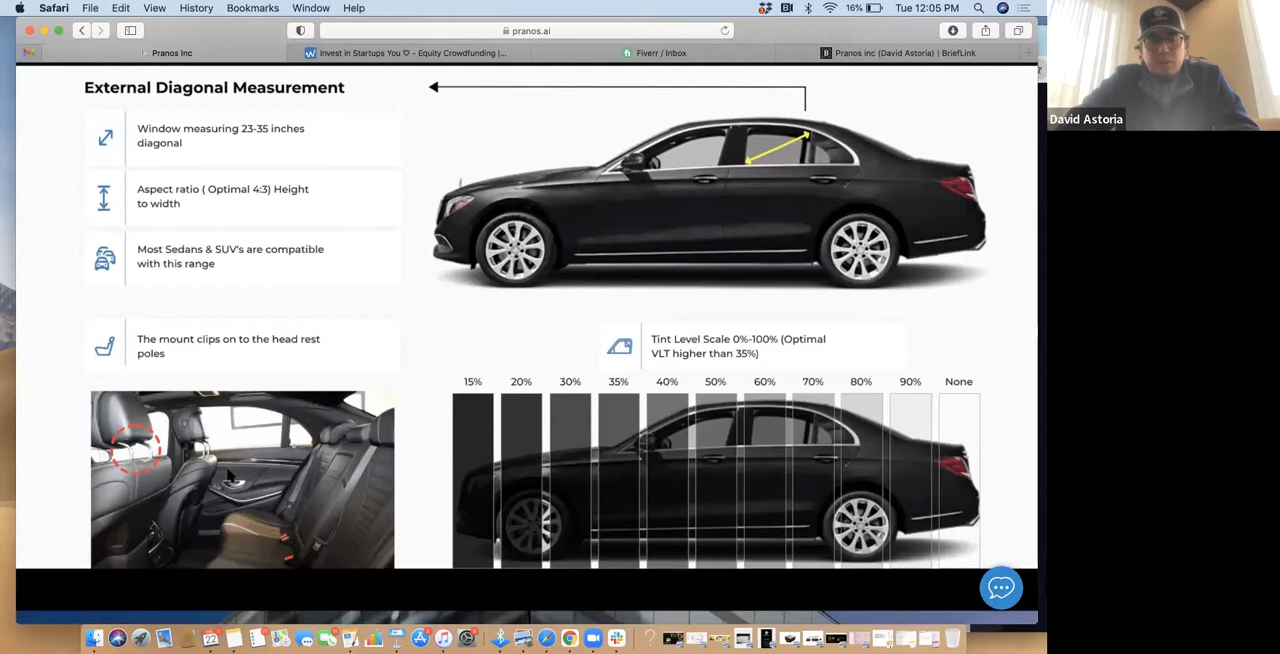 Safari File Edit View History Bookmarks Window Help
16% Tue 12:05 PM
pranos.ai
Pranos Inc
Invest in Startups You ♡ - Equity Crowdfunding |...
Fiverr / Inbox
Pranos inc (David Astoria) | BriefLink
David Astoria
External Diagonal Measurement
Window measuring 23-35 inches
diagonal
Aspect ratio ( Optimal 4:3) Height
to width
Most Sedans & SUV's are compatible
with this range
The mount clips on to the head rest
poles
Tint Level Scale 0%-100% (Optimal
VLT higher than 35%)
15% 20% 30% 35% 40% 50% 60% 70% 80% 90% None
22